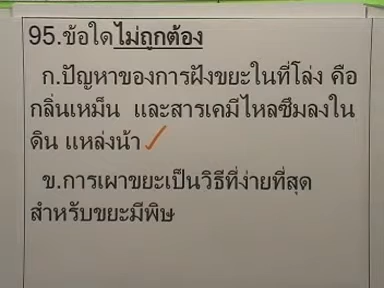 95.ข้อใดไม่ถูกต้อง
ก.ปัญหาของการฝังขยะในที่โล่ง คือ
กลิ่นเหม็น และสารเคมีไหลซึมลงใน
ดิน แหล่งน้ำ
ข.การเผาขยะเป็นวิธีที่ง่ายที่สุด
สำหรับขยะมีพิษ